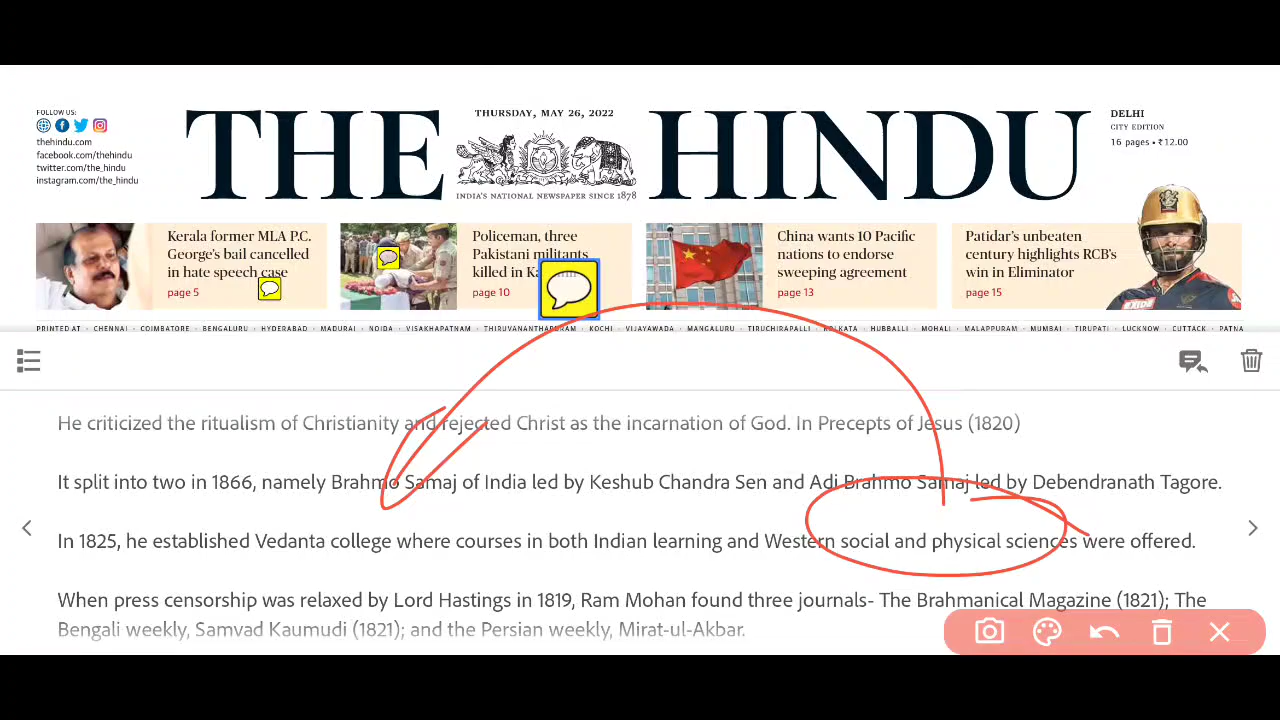 FOLLOW US:
thehindu.com
facebook.com/thehindu
twitter.com/the_hindu
instagram.com/the_hindu
THE HINDU
THURSDAY, MAY 26, 2022
INDIA'S NATIONAL NEWSPAPER SINCE 1878
DELHI
CITY EDITION
16 pages • ₹12.00
Kerala former MLA P.C.
George's bail cancelled
in hate speech case
page 5
Policeman, three
Pakistani militants
killed in
page 10
China wants 10 Pacific
nations to endorse
sweeping agreement
page 13
Patidar's unbeaten
century highlights RCB's
win in Eliminator
page 15
PRINTED AT · CHENNAI · COIMBATORE · BENGALURU · HYDERABAD · MADURAI · NOIDA · VISAKHAPATNAM · THIRUVANANTHAPURAM · KOCHI · VIJAYAWADA · MANGALURU · TIRUCHIRAPALLI · KOLKATA · HUBBALLI · MOHALI · MALAPPURAM · MUMBAI · TIRUPATI · LUCKNOW · CUTTACK · PATNA
He criticized the ritualism of Christianity and rejected Christ as the incarnation of God. In Precepts of Jesus (1820)
It split into two in 1866, namely Brahmo Samaj of India led by Keshub Chandra Sen and Adi Brahmo Samaj led by Debendranath Tagore.
In 1825, he established Vedanta college where courses in both Indian learning and Western social and physical sciences were offered.
When press censorship was relaxed by Lord Hastings in 1819, Ram Mohan found three journals- The Brahmanical Magazine (1821); The
Bengali weekly, Samvad Kaumudi (1821); and the Persian weekly, Mirat-ul-Akbar.